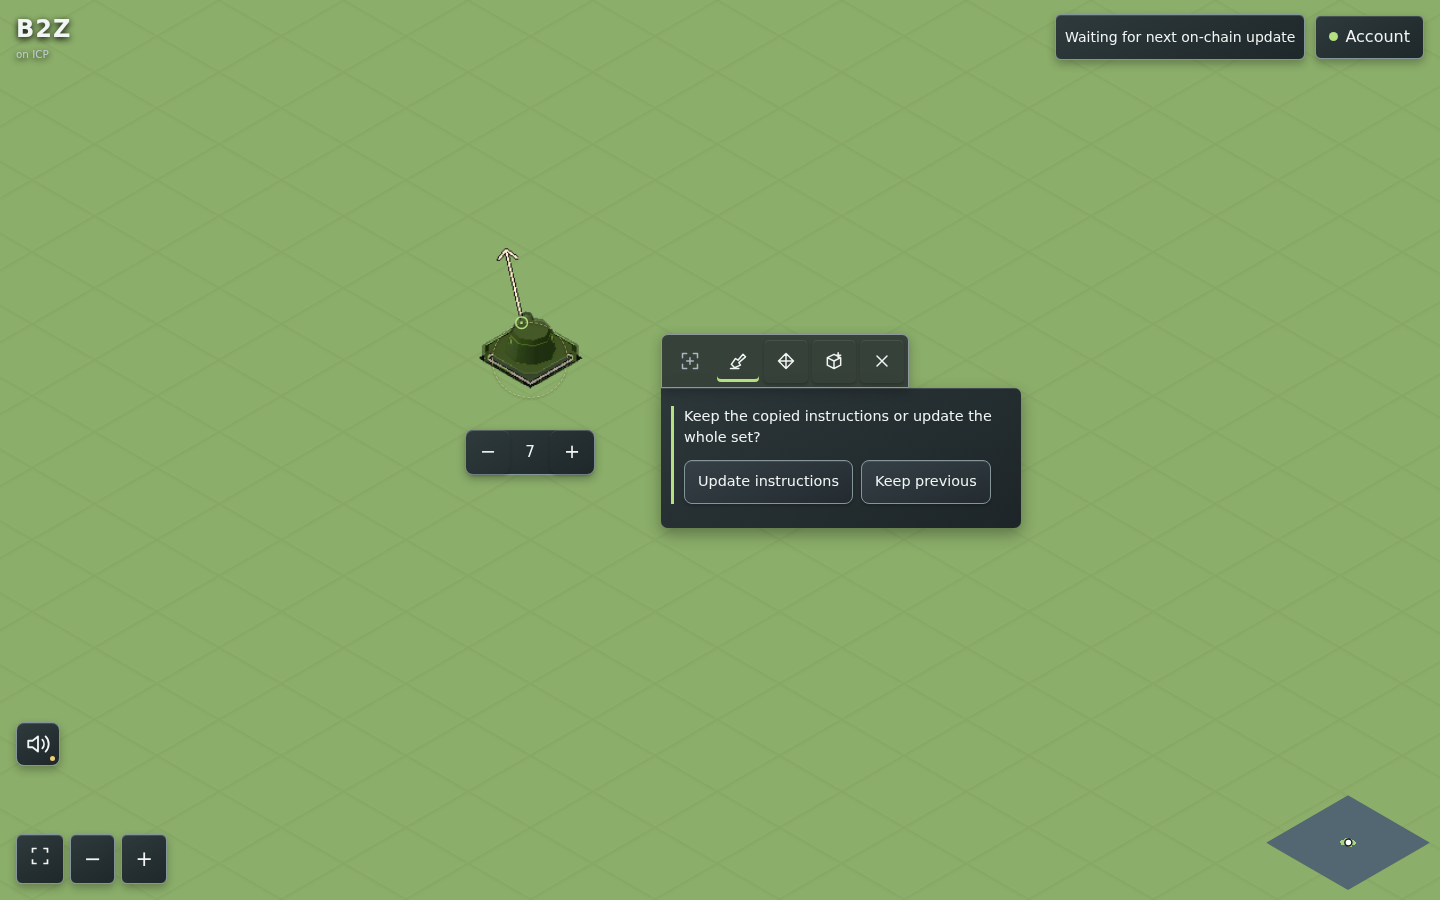 B2Z
on ICP
Waiting for next on-chain update
Account
Keep the copied instructions or update the
whole set?
Update instructions
Keep previous
− 7 +
− +